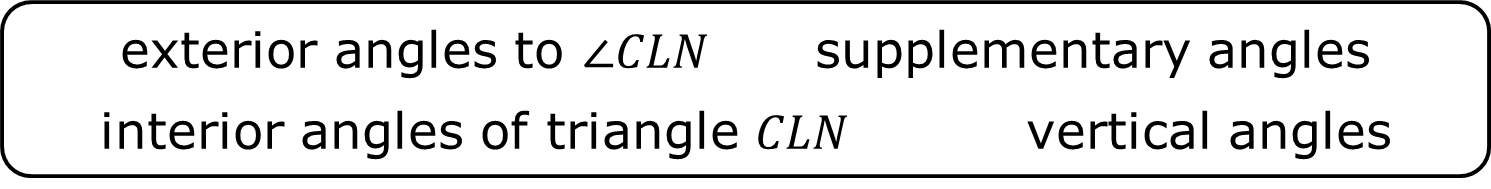 exterior angles to ∠CLN supplementary angles
interior angles of triangle CLN vertical angles